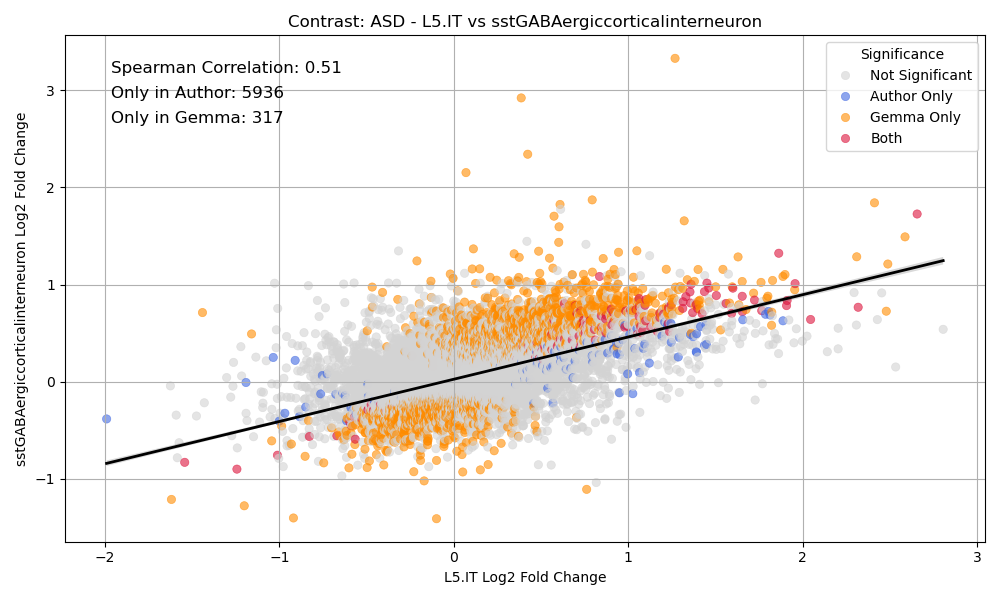 Contrast: ASD - L5.IT vs sstGABAergiccorticalinterneuron
Spearman Correlation: 0.51
Only in Author: 5936
Only in Gemma: 317
Significance
Not Significant
Author Only
Gemma Only
Both
sstGABAergiccorticalinterneuron Log2 Fold Change
3
2
1
0
−1
−2
−1
0
1
2
3
L5.IT Log2 Fold Change